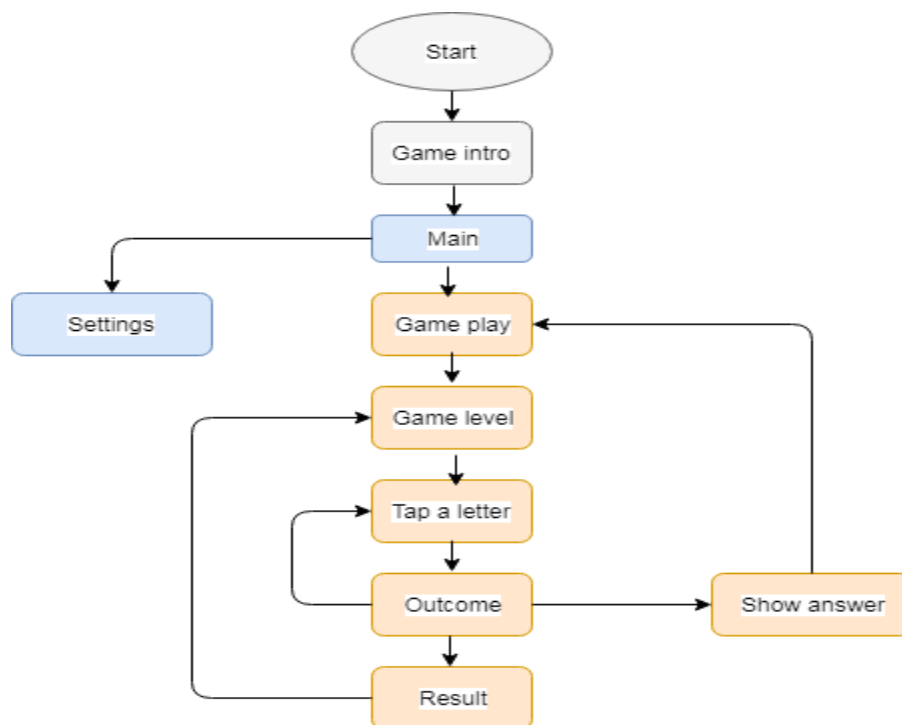 Start
Game intro
Main
Settings
Game play
Game level
Tap a letter
Outcome
Show answer
Result